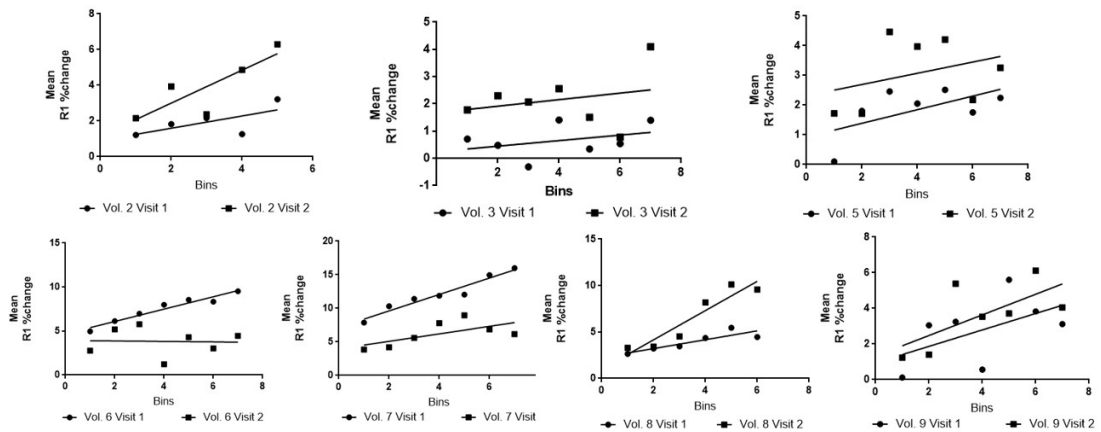 Mean
R1 %change
8
6
4
2
0
0 2 4 6
Bins
Vol. 2 Visit 1 Vol. 2 Visit 2
Mean
R1 %change
5
4
3
2
1
0
-1
2 4 6 8
Bins
Vol. 3 Visit 1 Vol. 3 Visit 2
Mean
R1 %change
5
4
3
2
1
0
0 2 4 6 8
Bins
Vol. 5 Visit 1 Vol. 5 Visit 2
Mean
R1 %change
15
10
5
0
0 2 4 6 8
Bins
Vol. 6 Visit 1 Vol. 6 Visit 2
Mean
R1 %change
20
15
10
5
0
0 2 4 6
Bins
Vol. 7 Visit 1 Vol. 7 Visit
Mean
R1 %change
15
10
5
0
0 2 4 6 8
Bins
Vol. 8 Visit 1 Vol. 8 Visit 2
Mean
R1 %change
8
6
4
2
0
0 2 4 6 8
Bins
Vol. 9 Visit 1 Vol. 9 Visit 2